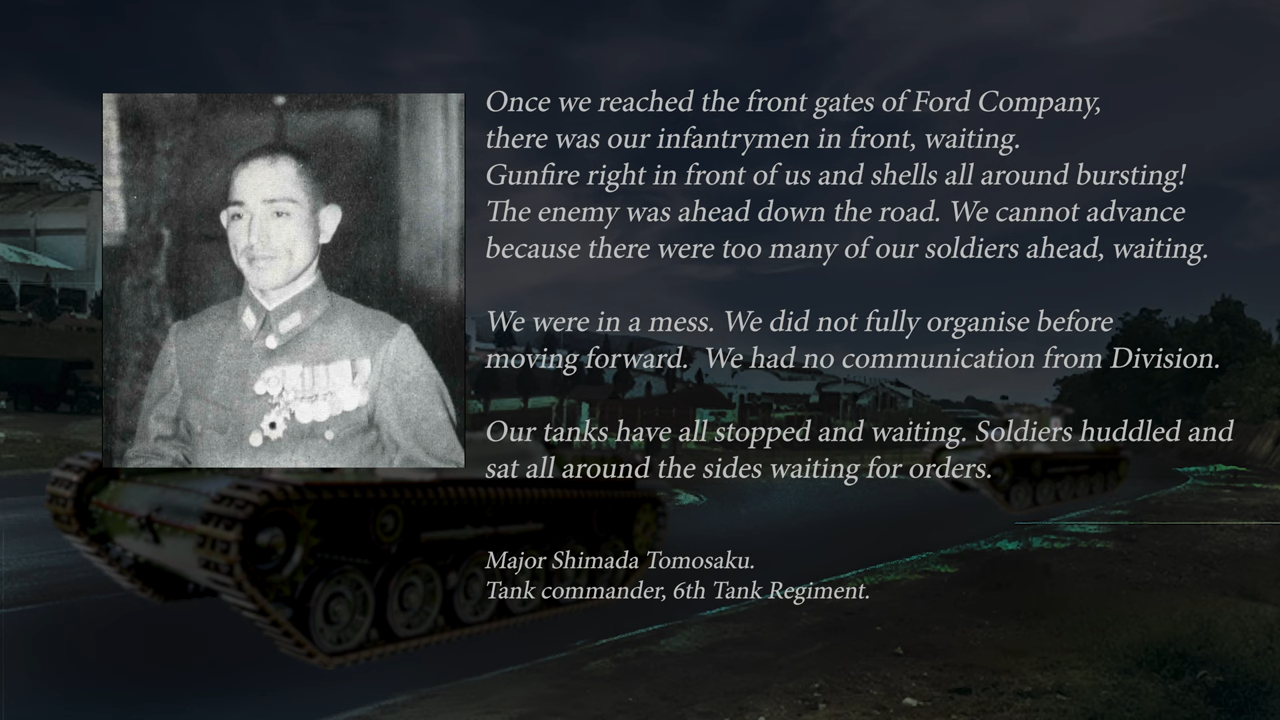 Once we reached the front gates of Ford Company,
there was our infantrymen in front, waiting.
Gunfire right in front of us and shells all around bursting!
The enemy was ahead down the road. We cannot advance
because there were too many of our soldiers ahead, waiting.
We were in a mess. We did not fully organise before
moving forward.  We had no communication from Division.
Our tanks have all stopped and waiting. Soldiers huddled and
sat all around the sides waiting for orders.
Major Shimada Tomosaku.
Tank commander, 6th Tank Regiment.